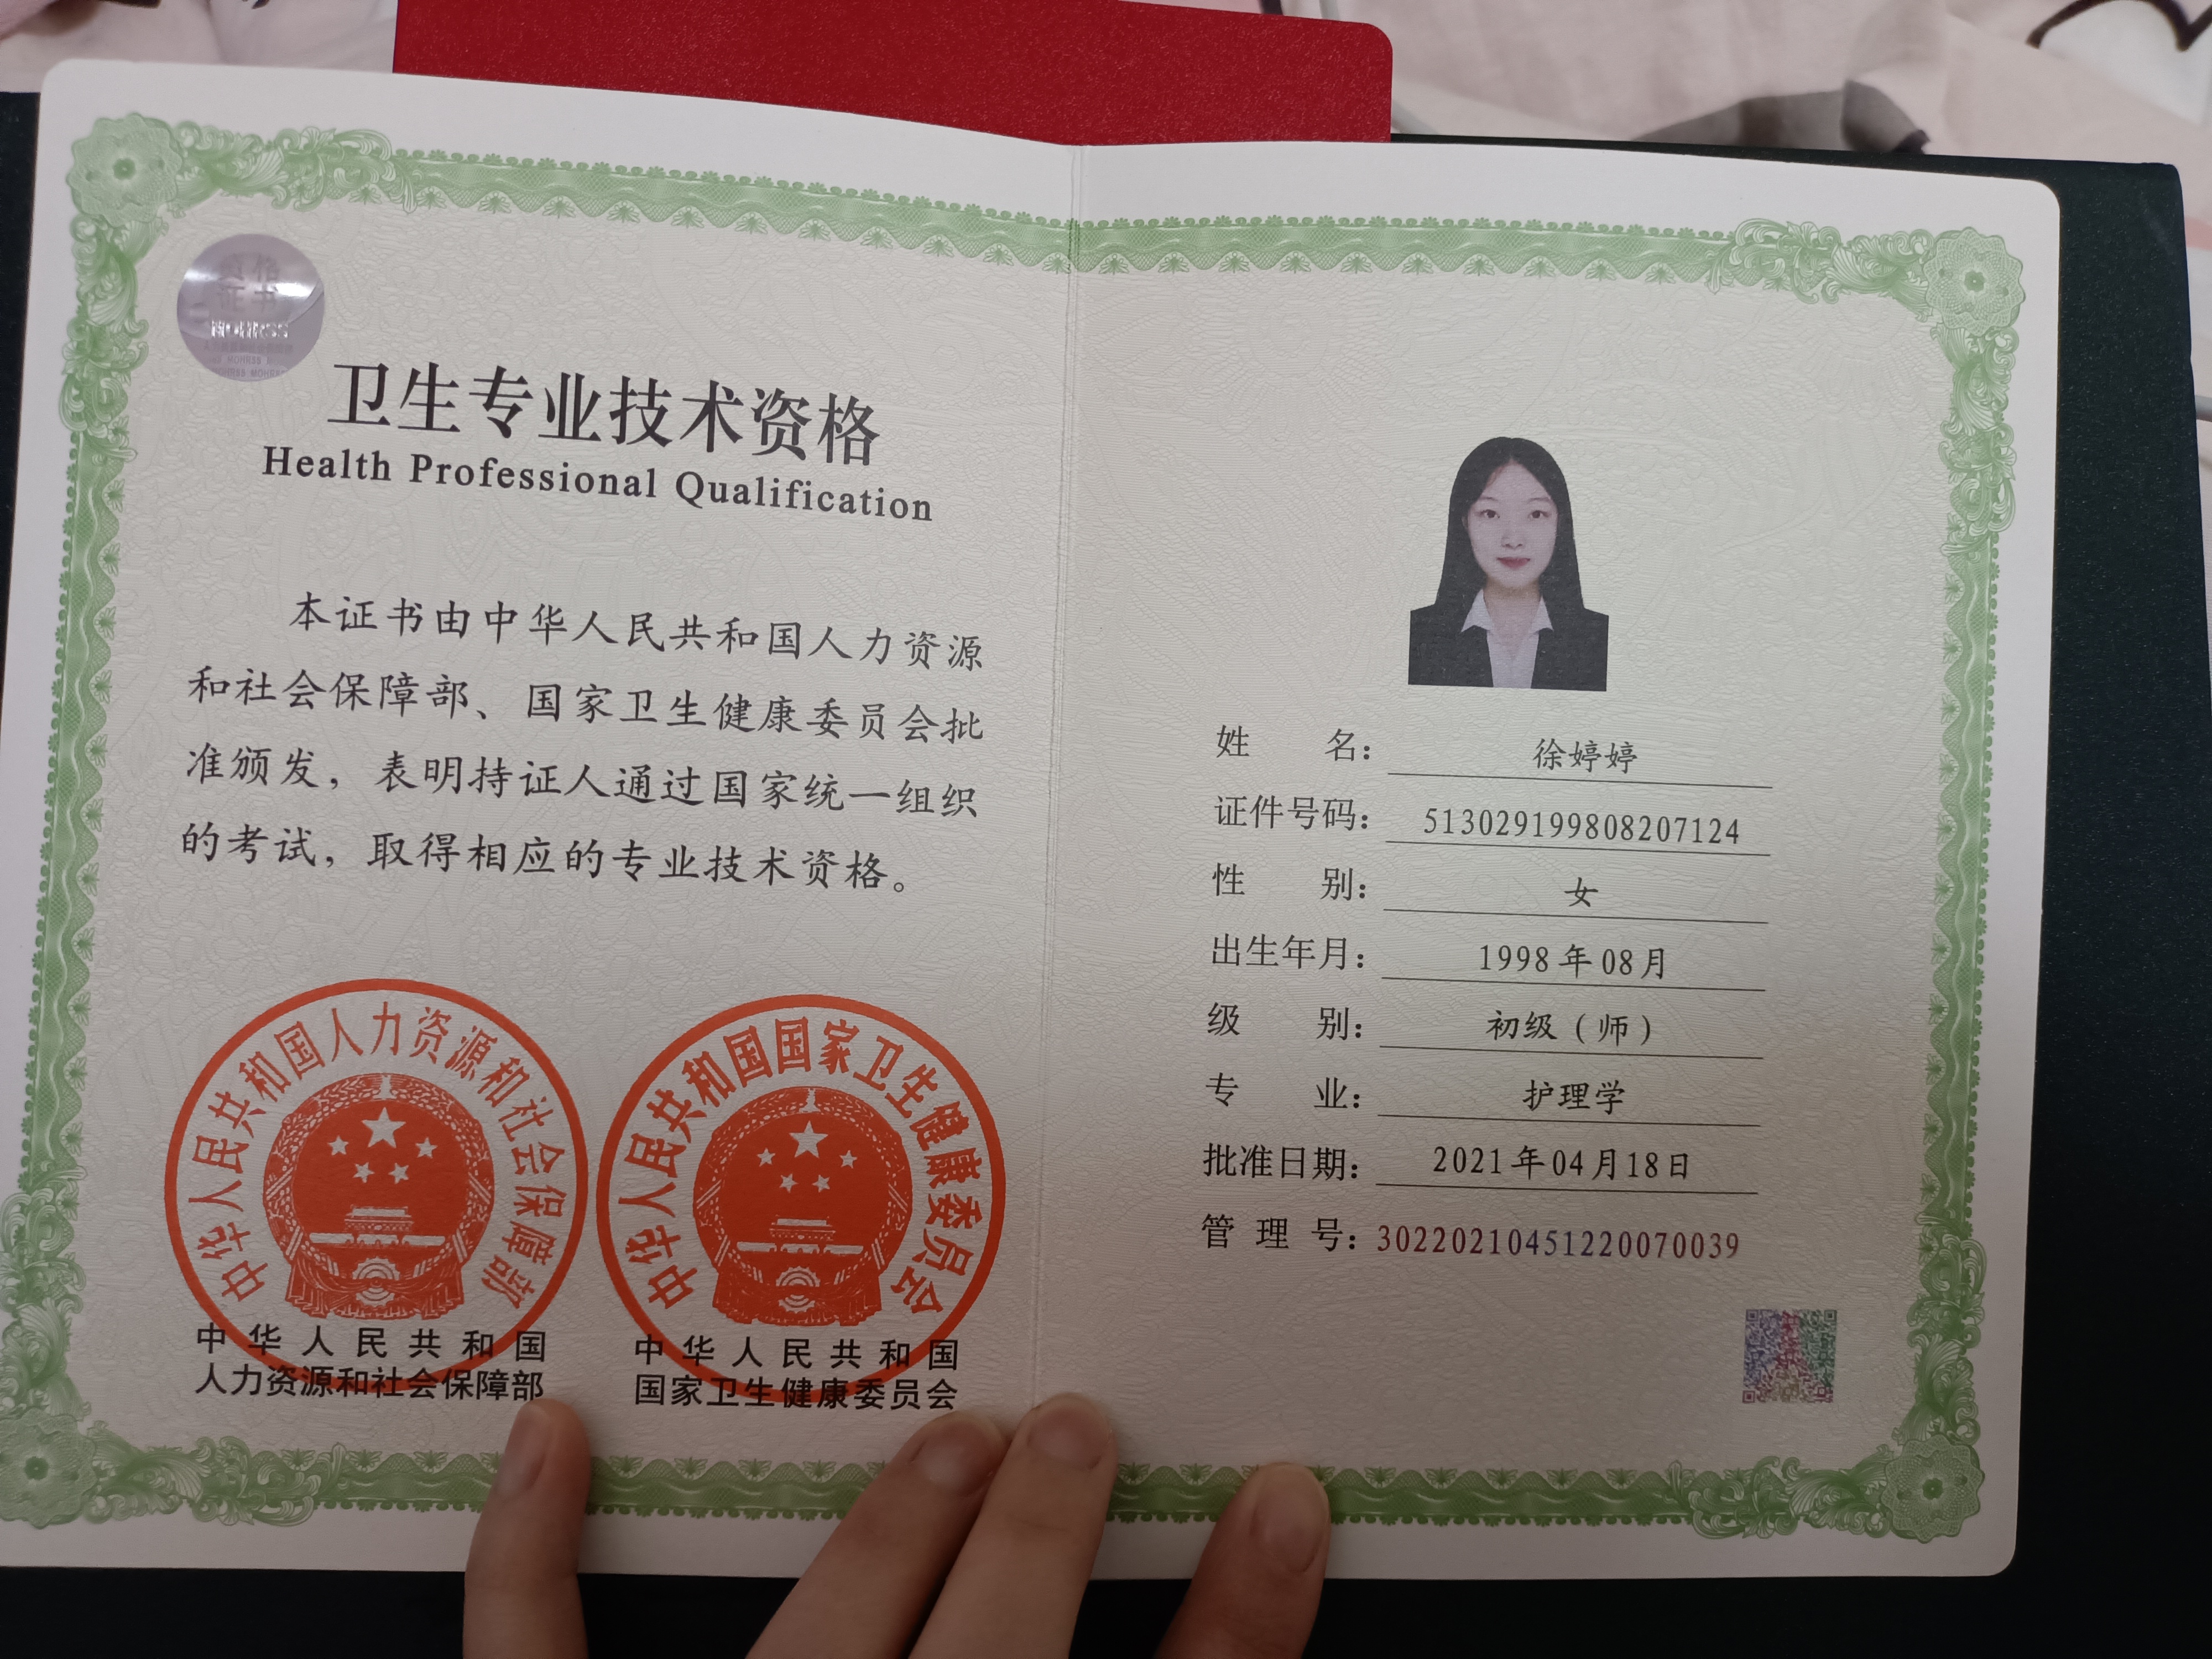 资格
证书
卫生专业技术资格
Health Professional Qualification
本证书由中华人民共和国人力资源
和社会保障部、国家卫生健康委员会批
准颁发，表明持证人通过国家统一组织
的考试，取得相应的专业技术资格。
中华人民共和国人力资源和社会保障部
中华人民共和国
人力资源和社会保障部
中华人民共和国国家卫生健康委员会
中华人民共和国
国家卫生健康委员会
姓名：徐婷婷
证件号码：513029199808207124
性别：女
出生年月：1998年08月
级别：初级（师）
专业：护理学
批准日期：2021年04月18日
管理号：30220210451220070039